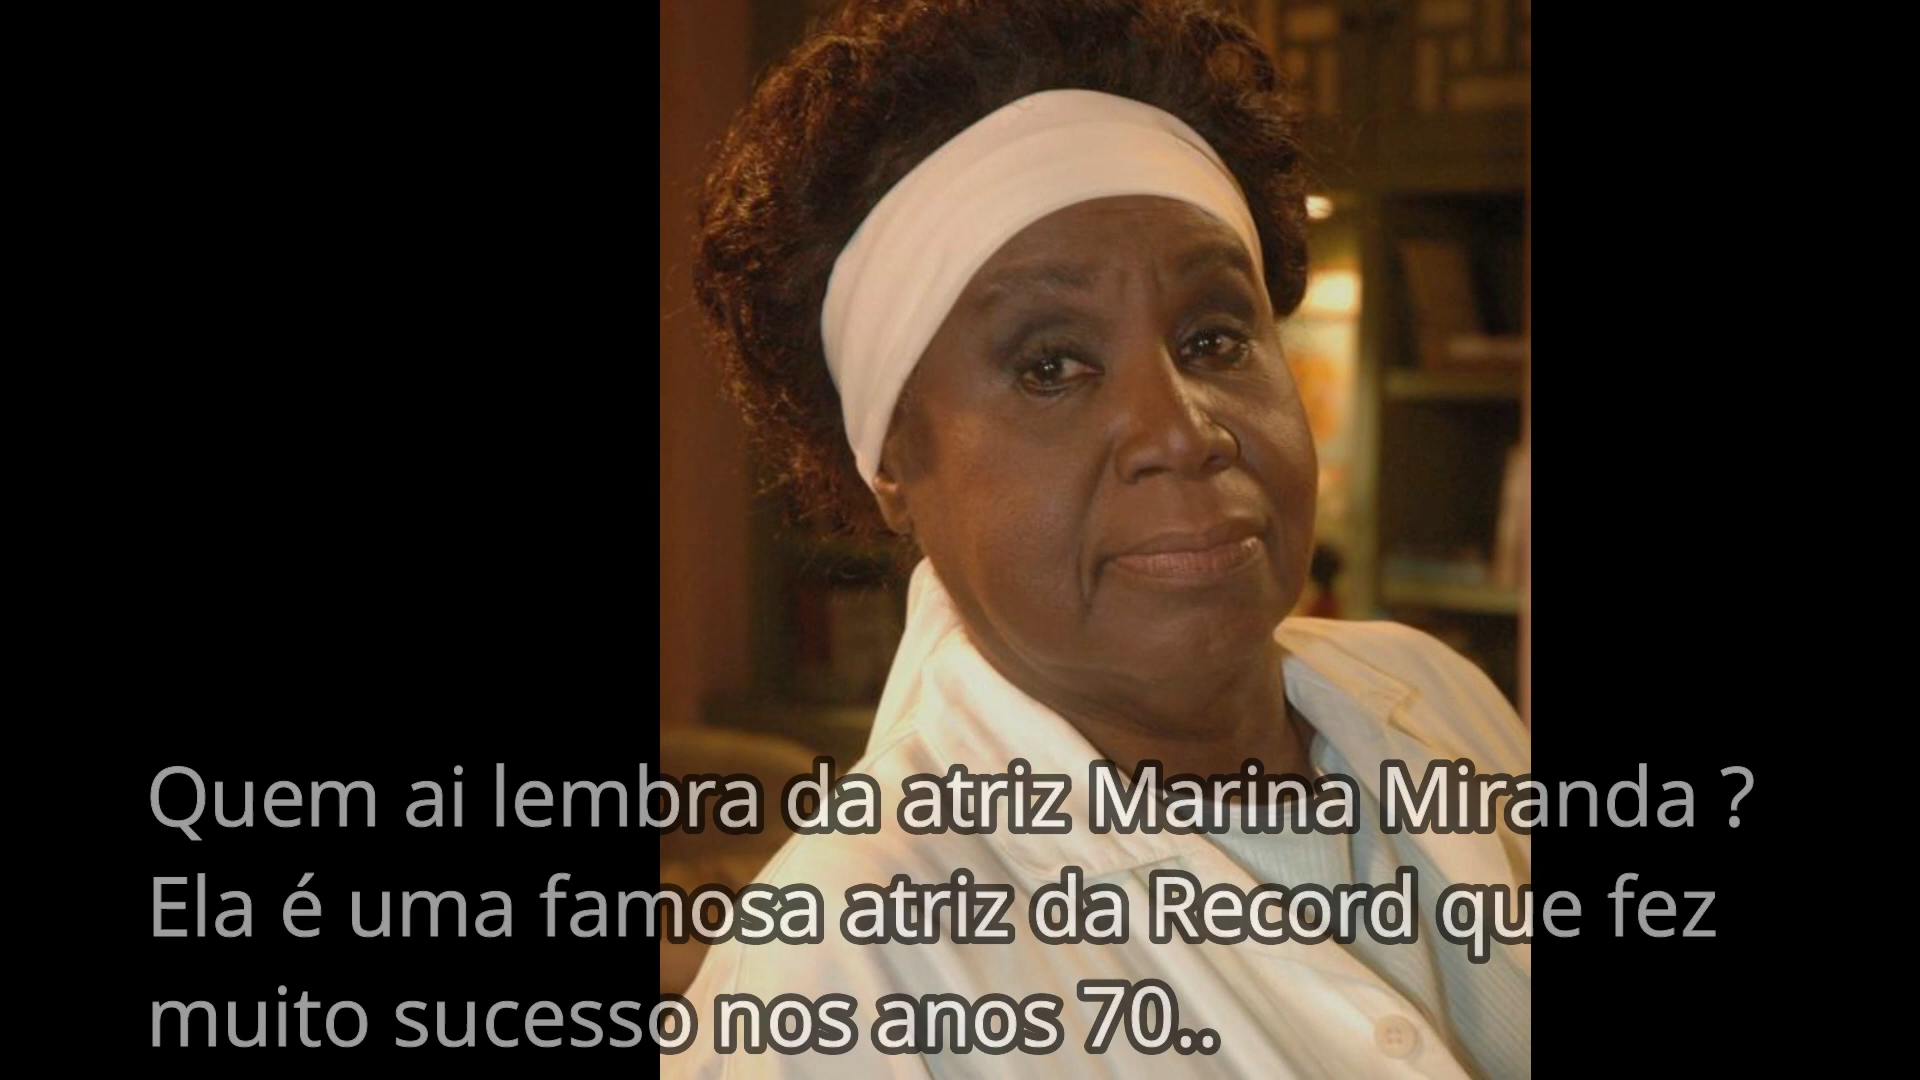 Quem ai lembra da atriz Marina Miranda ?
Ela é uma famosa atriz da Record que fez
muito sucesso nos anos 70..